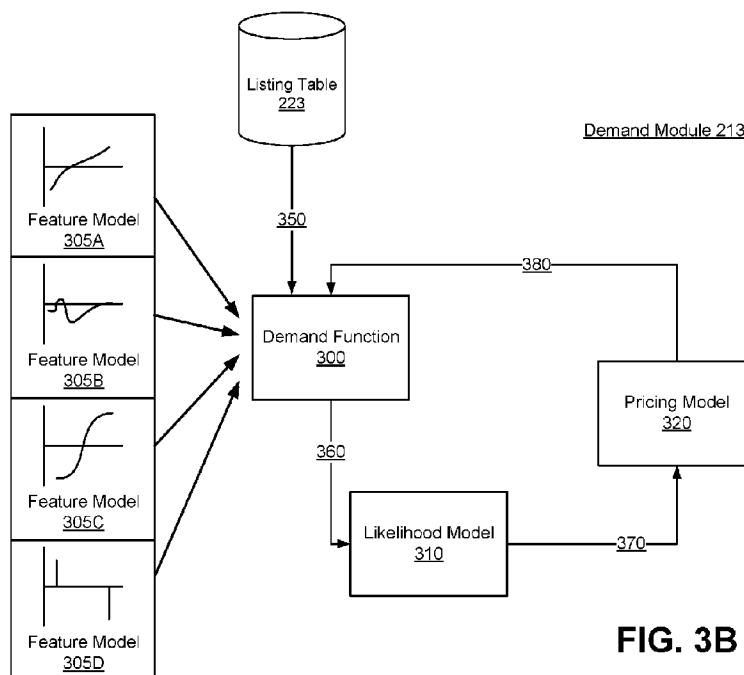 Listing Table
223
Demand Module 213
Feature Model
305A
350
380
Feature Model
305B
Demand Function
300
Pricing Model
320
Feature Model
305C
360
Likelihood Model
310
370
Feature Model
305D
FIG. 3B